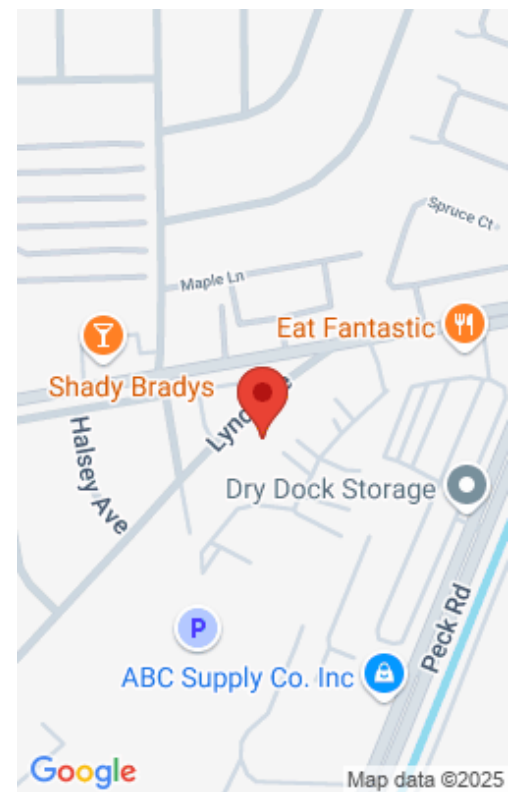 Spruce Ct
Maple Ln
Eat Fantastic
Shady Bradys
Halsey Ave
Dry Dock Storage
P
Peck Rd
ABC Supply Co. Inc
Google
Map data ©2025